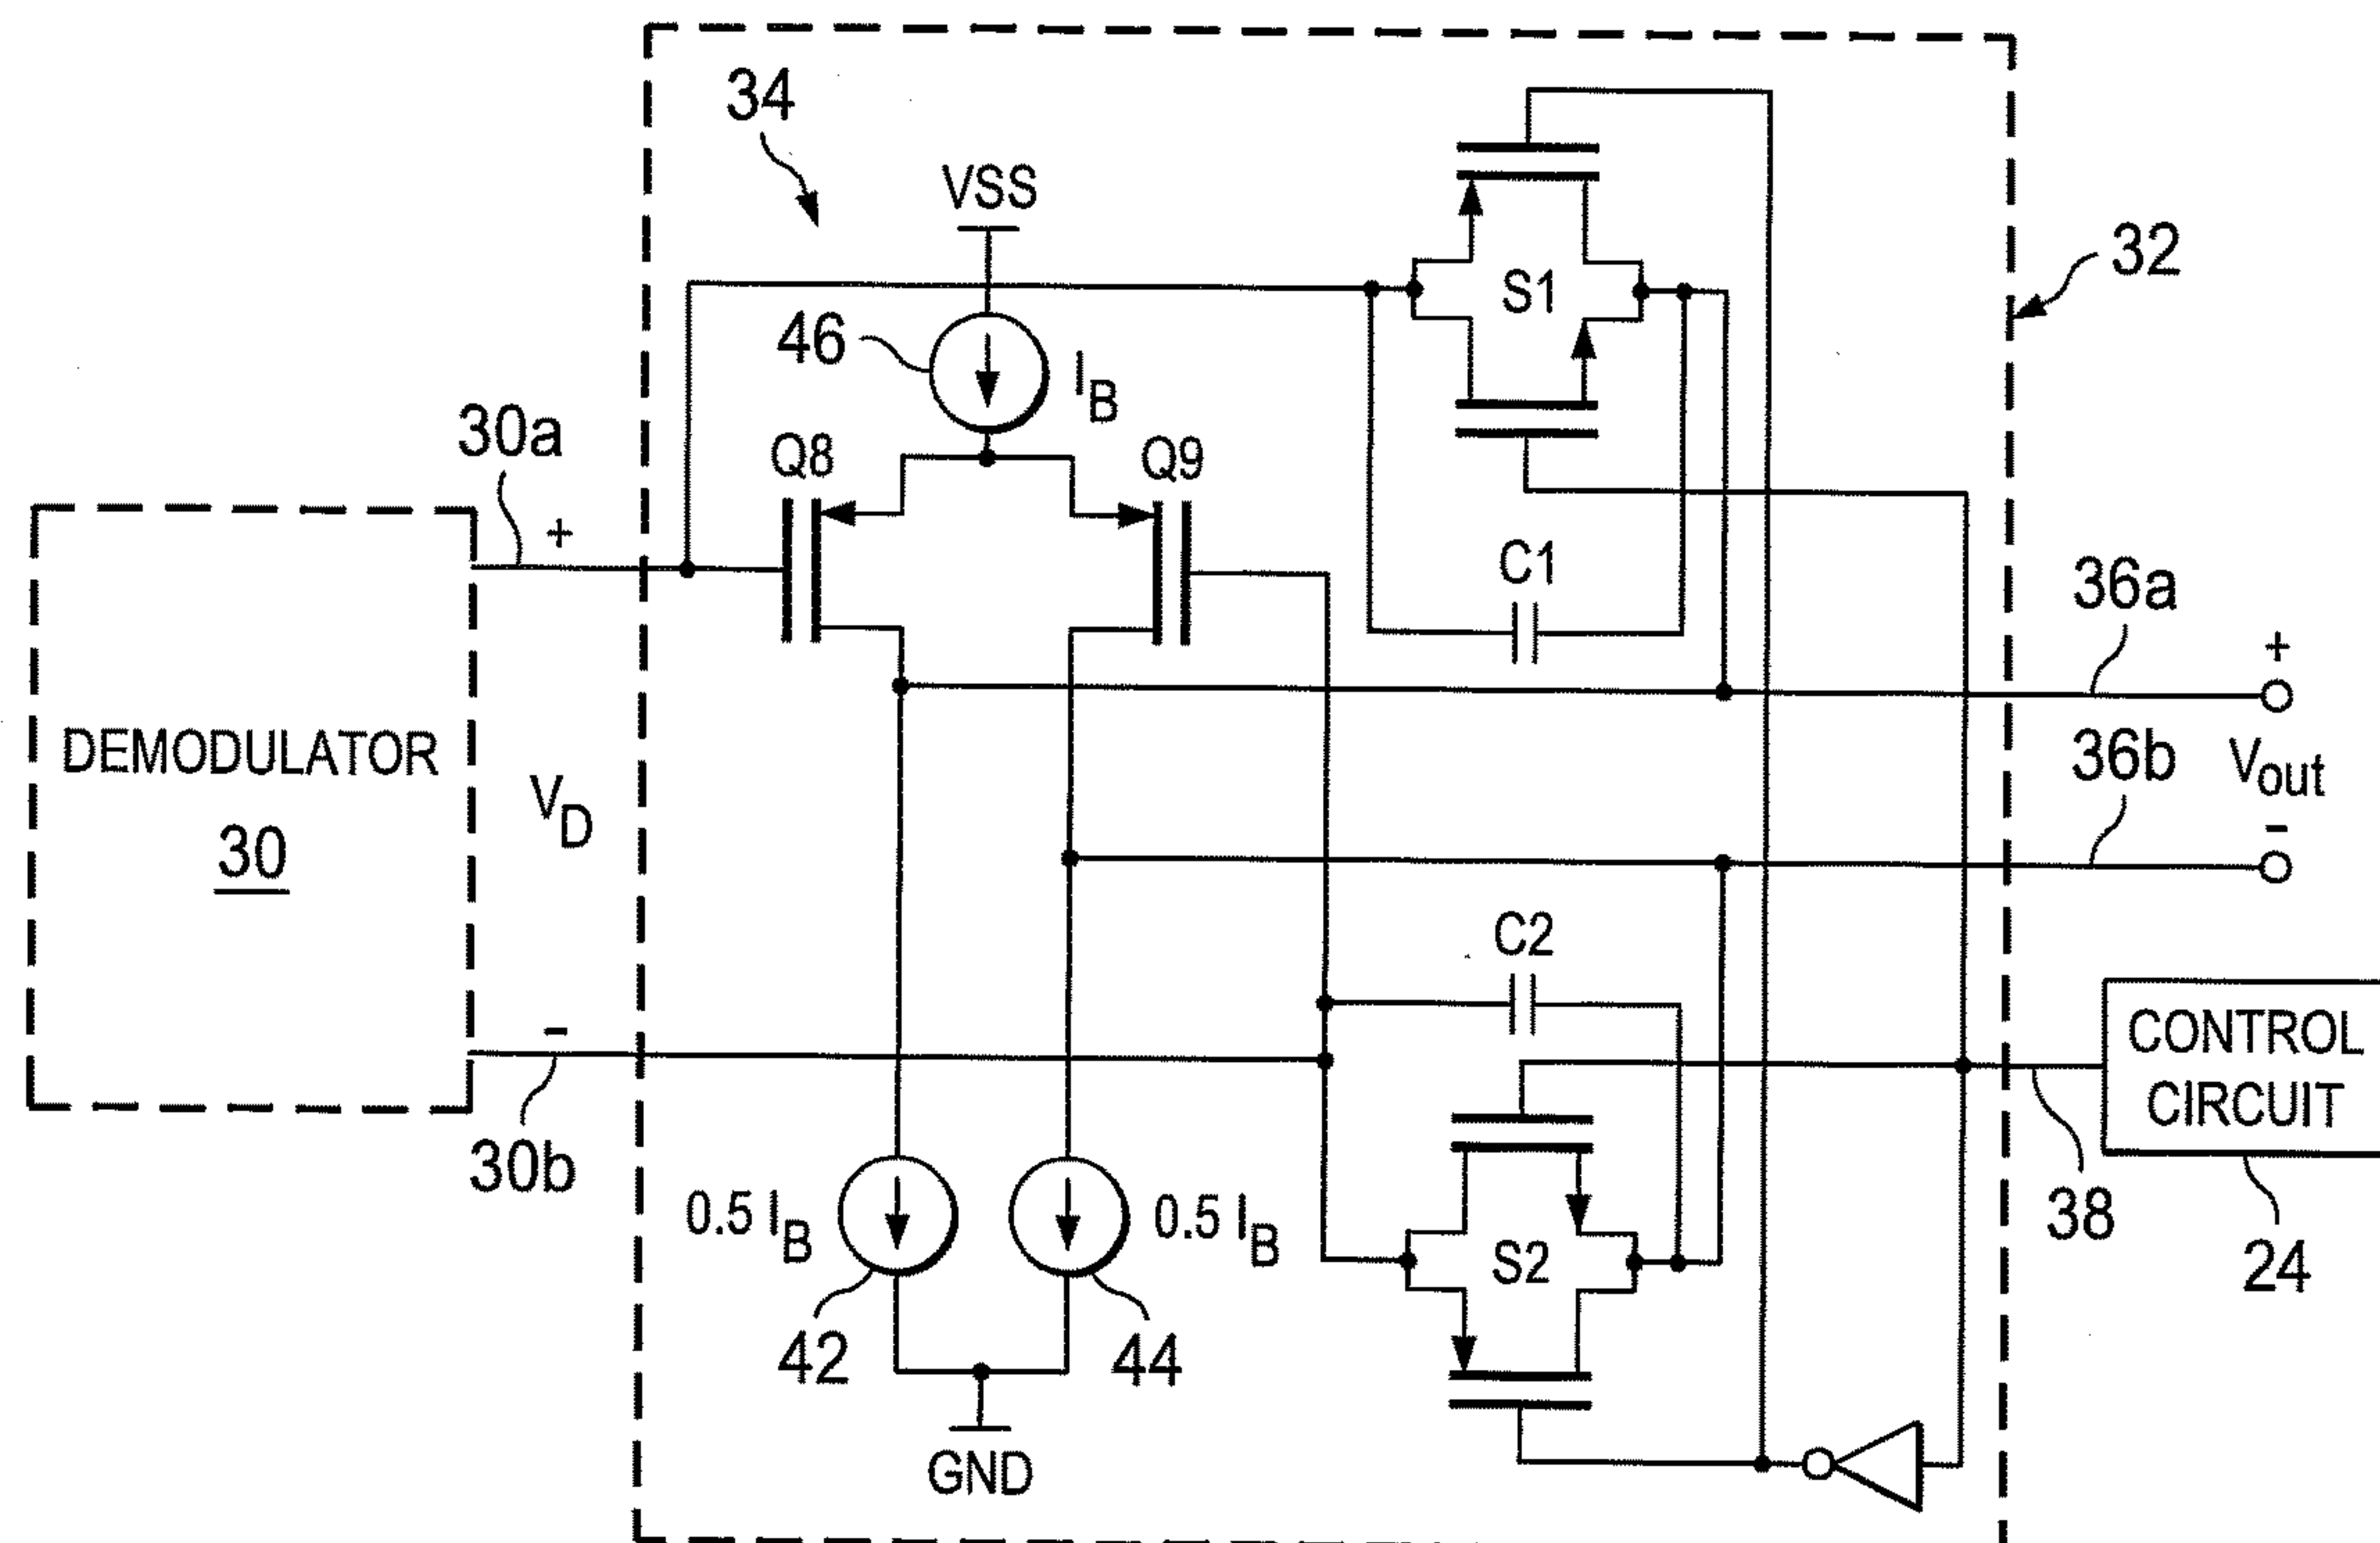 34
VSS
32
S1
46
I_B
30a
Q8
Q9
+
C1
36a
+
DEMODULATOR
30
V_D
36b
V_out
-
C2
-
CONTROL
CIRCUIT
30b
0.5 I_B
0.5 I_B
S2
38
24
42
44
GND